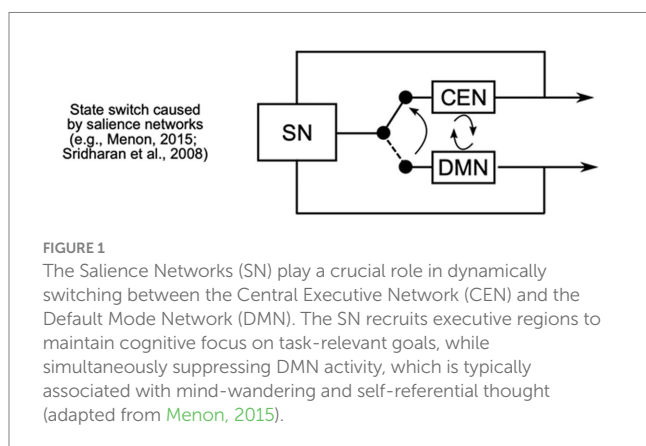 State switch caused
by salience networks
(e.g., Menon, 2015;
Sridharan et al., 2008)
SN
CEN
DMN
FIGURE 1
The Salience Networks (SN) play a crucial role in dynamically
switching between the Central Executive Network (CEN) and the
Default Mode Network (DMN). The SN recruits executive regions to
maintain cognitive focus on task-relevant goals, while
simultaneously suppressing DMN activity, which is typically
associated with mind-wandering and self-referential thought
(adapted from Menon, 2015).